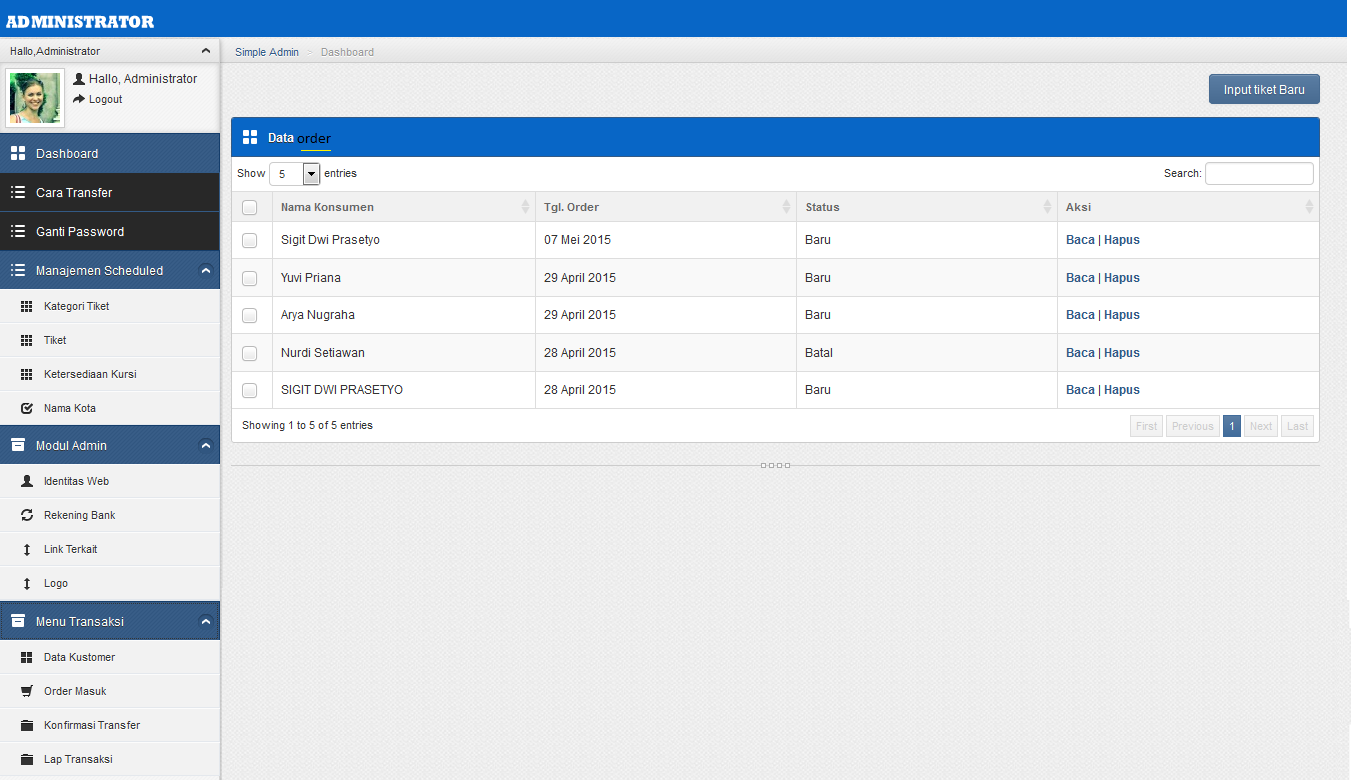 ADMINISTRATOR
Hallo,Administrator
Simple Admin Dashboard
Hallo, Administrator
Logout
Input tiket Baru
Dashboard
Cara Transfer
Ganti Password
Manajemen Scheduled
Kategori Tiket
Tiket
Ketersediaan Kursi
Nama Kota
Modul Admin
Identitas Web
Rekening Bank
Link Terkait
Logo
Menu Transaksi
Data Kustomer
Order Masuk
Konfirmasi Transfer
Lap Transaksi
Data order
Show 5 entries Search:
Nama Konsumen Tgl. Order Status Aksi
Sigit Dwi Prasetyo 07 Mei 2015 Baru Baca | Hapus
Yuvi Priana 29 April 2015 Baru Baca | Hapus
Arya Nugraha 29 April 2015 Baru Baca | Hapus
Nurdi Setiawan 28 April 2015 Batal Baca | Hapus
SIGIT DWI PRASETYO 28 April 2015 Baru Baca | Hapus
Showing 1 to 5 of 5 entries First Previous 1 Next Last